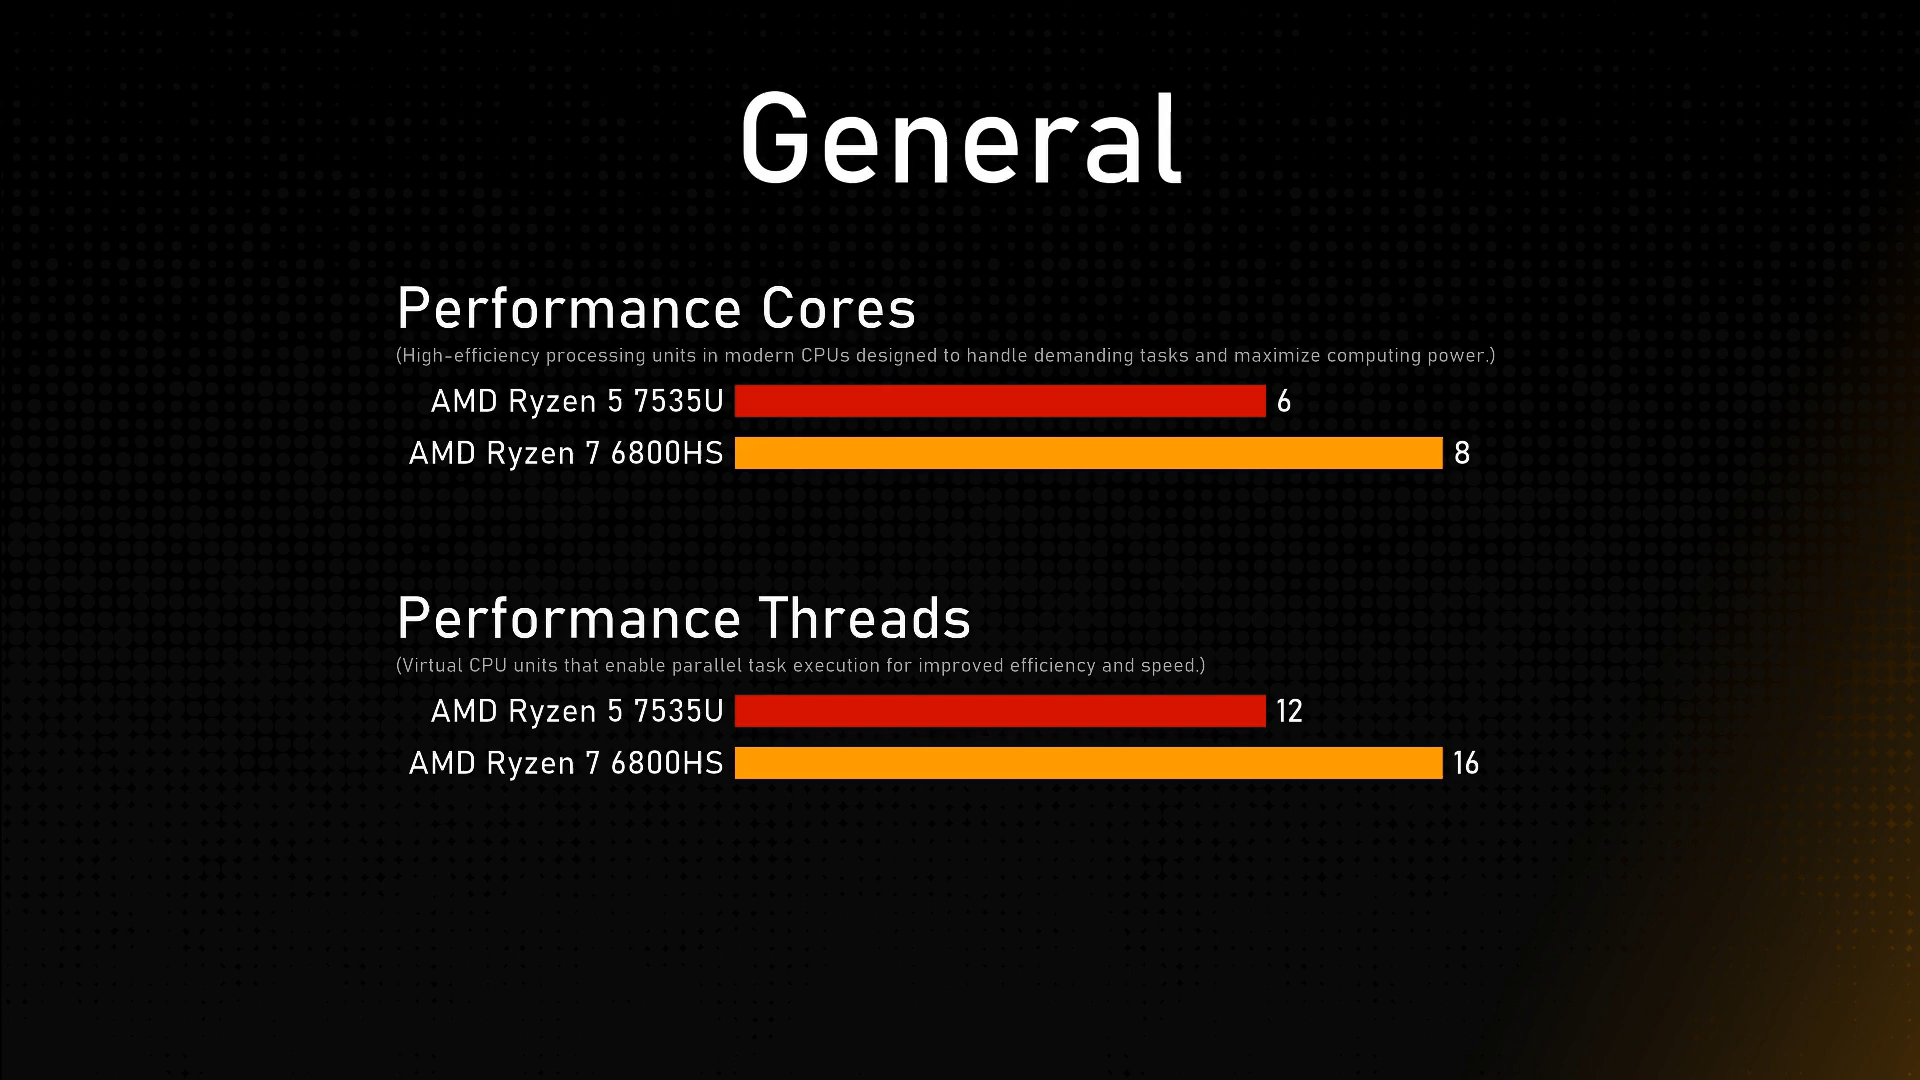 General
Performance Cores
(High-efficiency processing units in modern CPUs designed to handle demanding tasks and maximize computing power.)
AMD Ryzen 5 7535U 6
AMD Ryzen 7 6800HS 8
Performance Threads
(Virtual CPU units that enable parallel task execution for improved efficiency and speed.)
AMD Ryzen 5 7535U 12
AMD Ryzen 7 6800HS 16